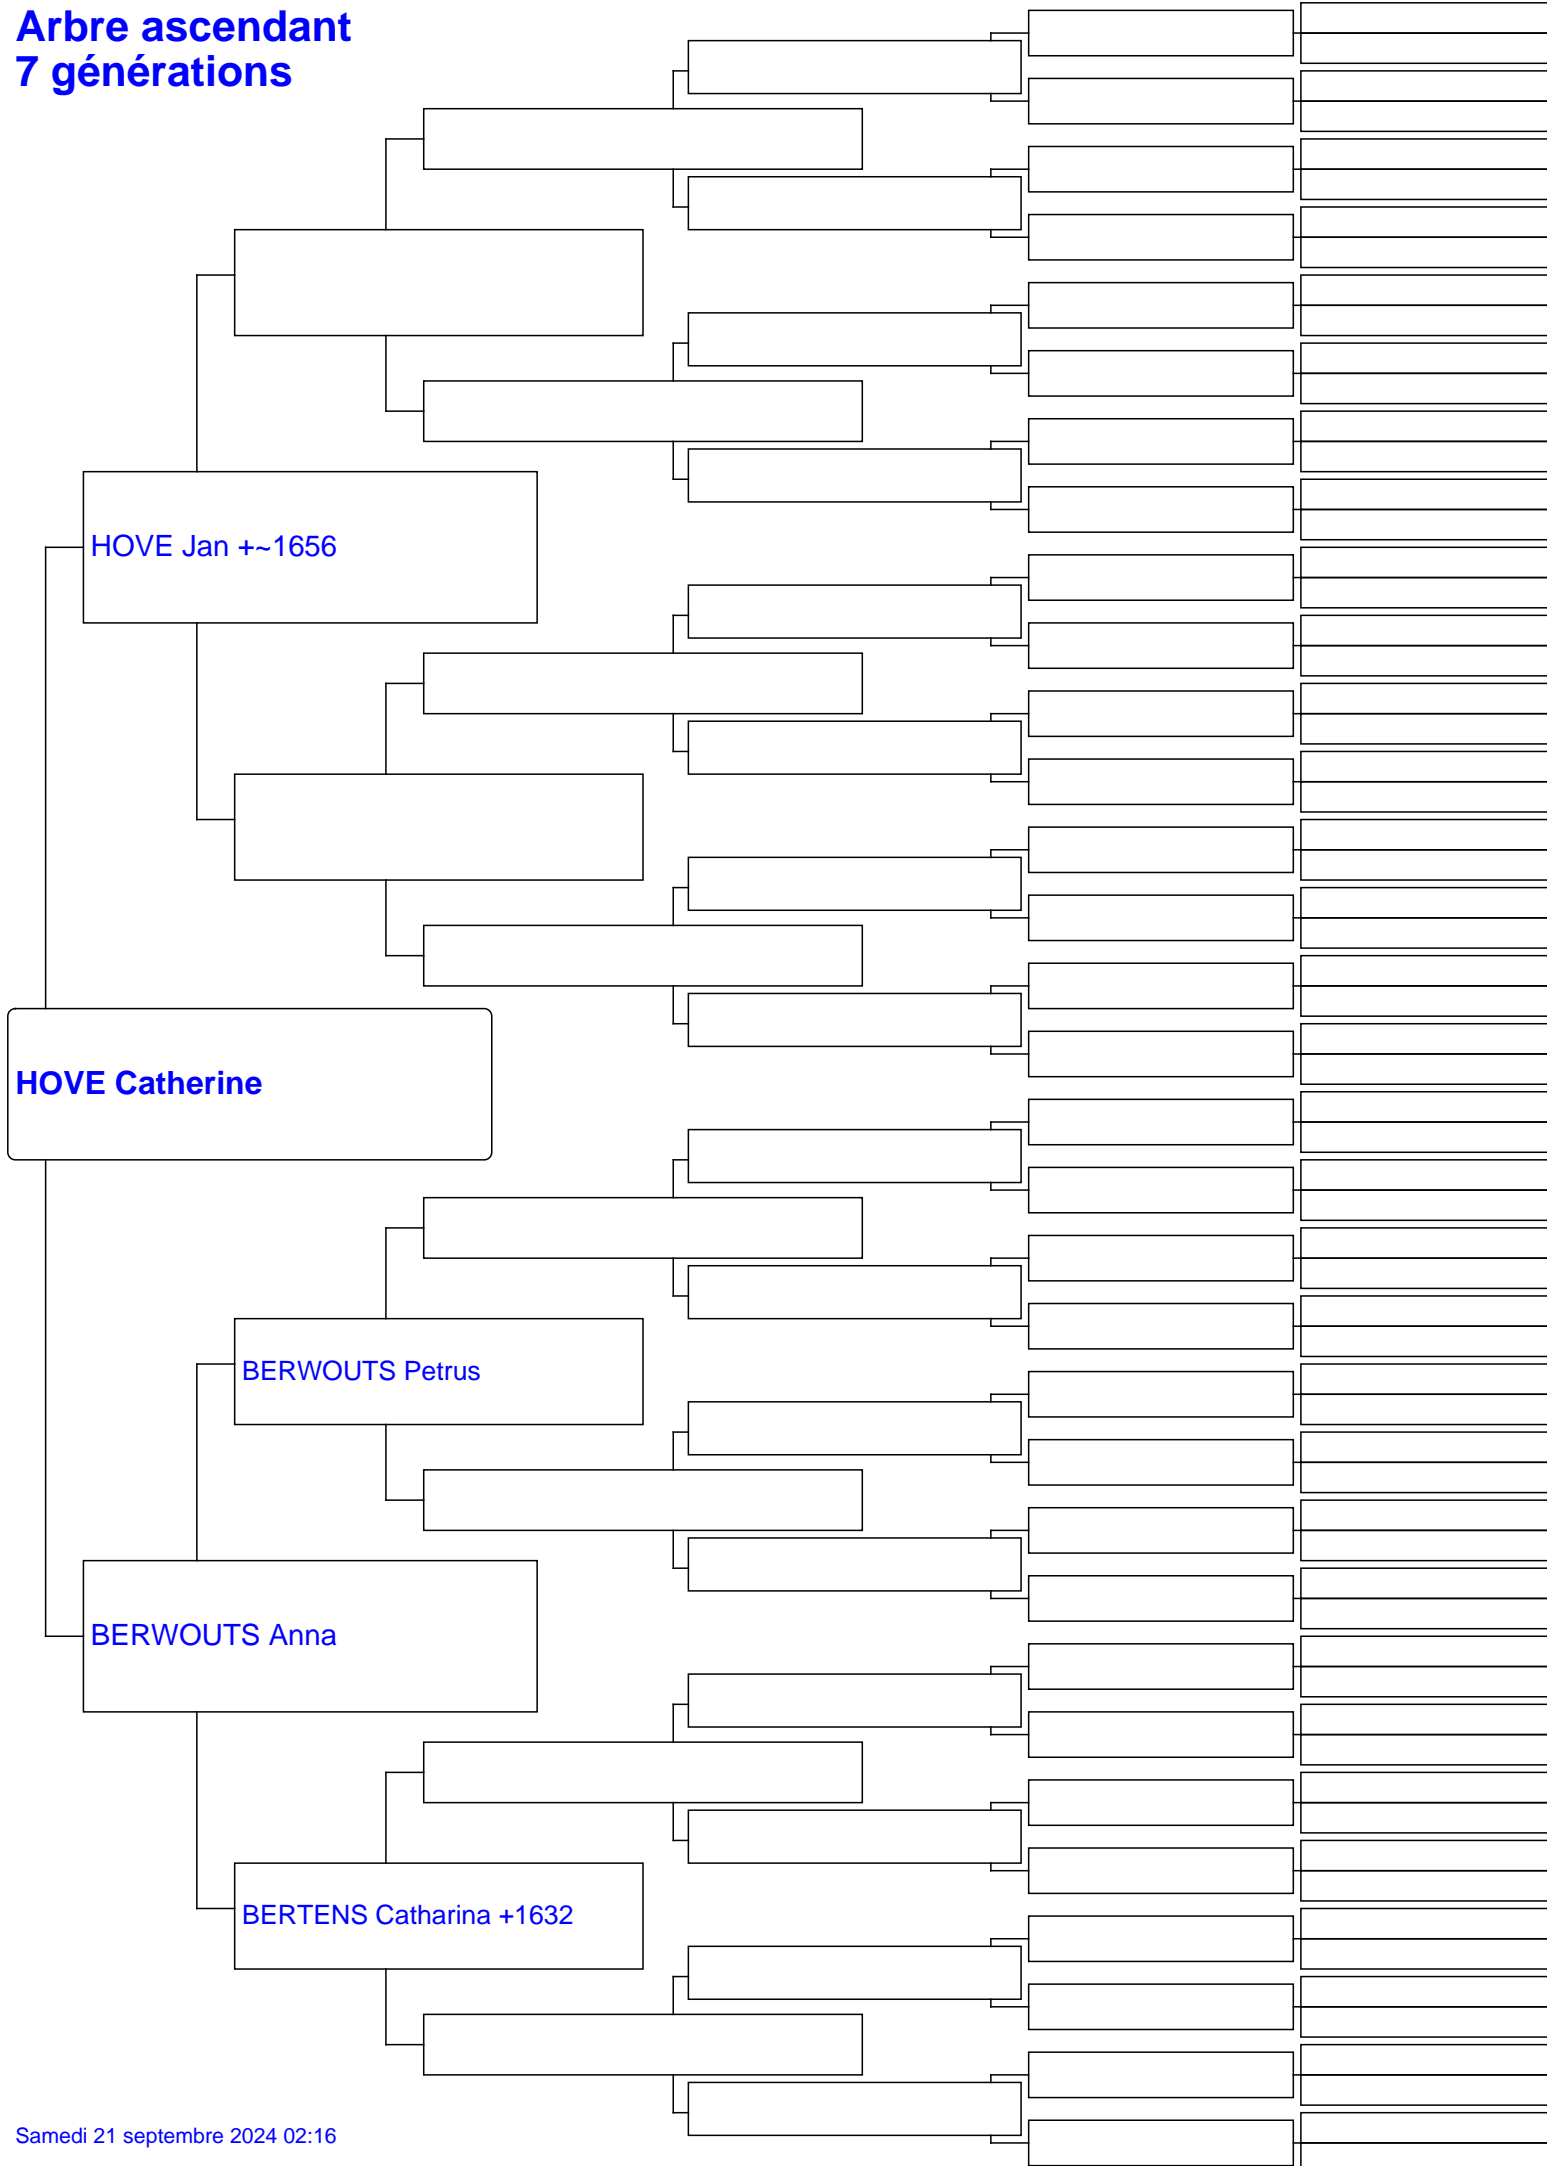 Arbre ascendant
7 générations
HOVE Jan +~1656
HOVE Catherine
BERWOUTS Petrus
BERWOUTS Anna
BERTENS Catharina +1632
Samedi 21 septembre 2024 02:16